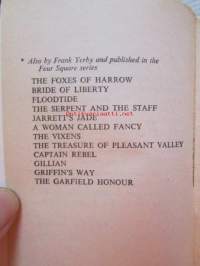 * Also by Frank Yerby and published in the
Four Square series
THE FOXES OF HARROW
BRIDE OF LIBERTY
FLOODTIDE
THE SERPENT AND THE STAFF
JARRETT'S JADE
A WOMAN CALLED FANCY
THE VIXENS
THE TREASURE OF PLEASANT VALLEY
CAPTAIN REBEL
GILLIAN
GRIFFIN'S WAY
THE GARFIELD HONOUR